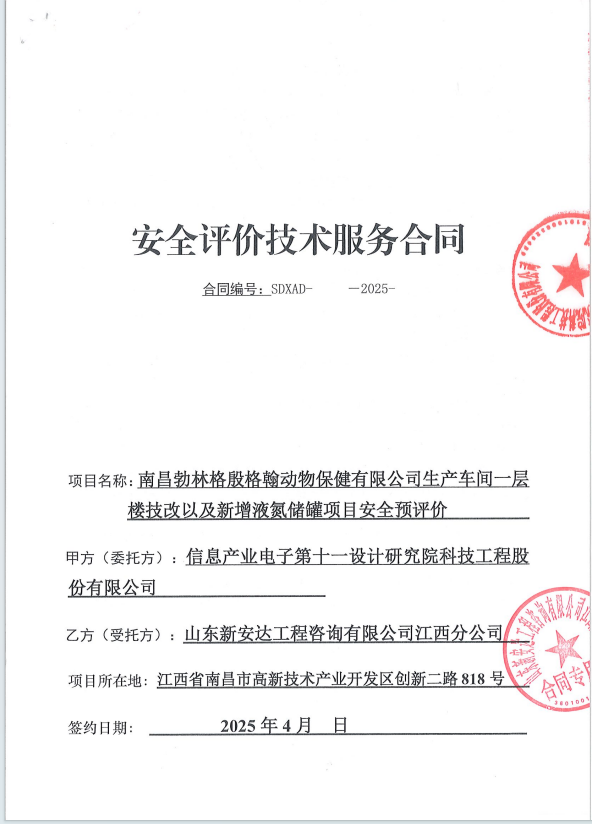 安全评价技术服务合同
合同编号：SDXAD-　　－2025-
项目名称：南昌勃林格殷格翰动物保健有限公司生产车间一层
楼技改以及新增液氮储罐项目安全预评价
甲方（委托方）：信息产业电子第十一设计研究院科技工程股
份有限公司
乙方（受托方）：山东新安达工程咨询有限公司江西分公司
项目所在地：江西省南昌市高新技术产业开发区创新二路 818 号
签约日期：2025 年 4 月　日
合同专用